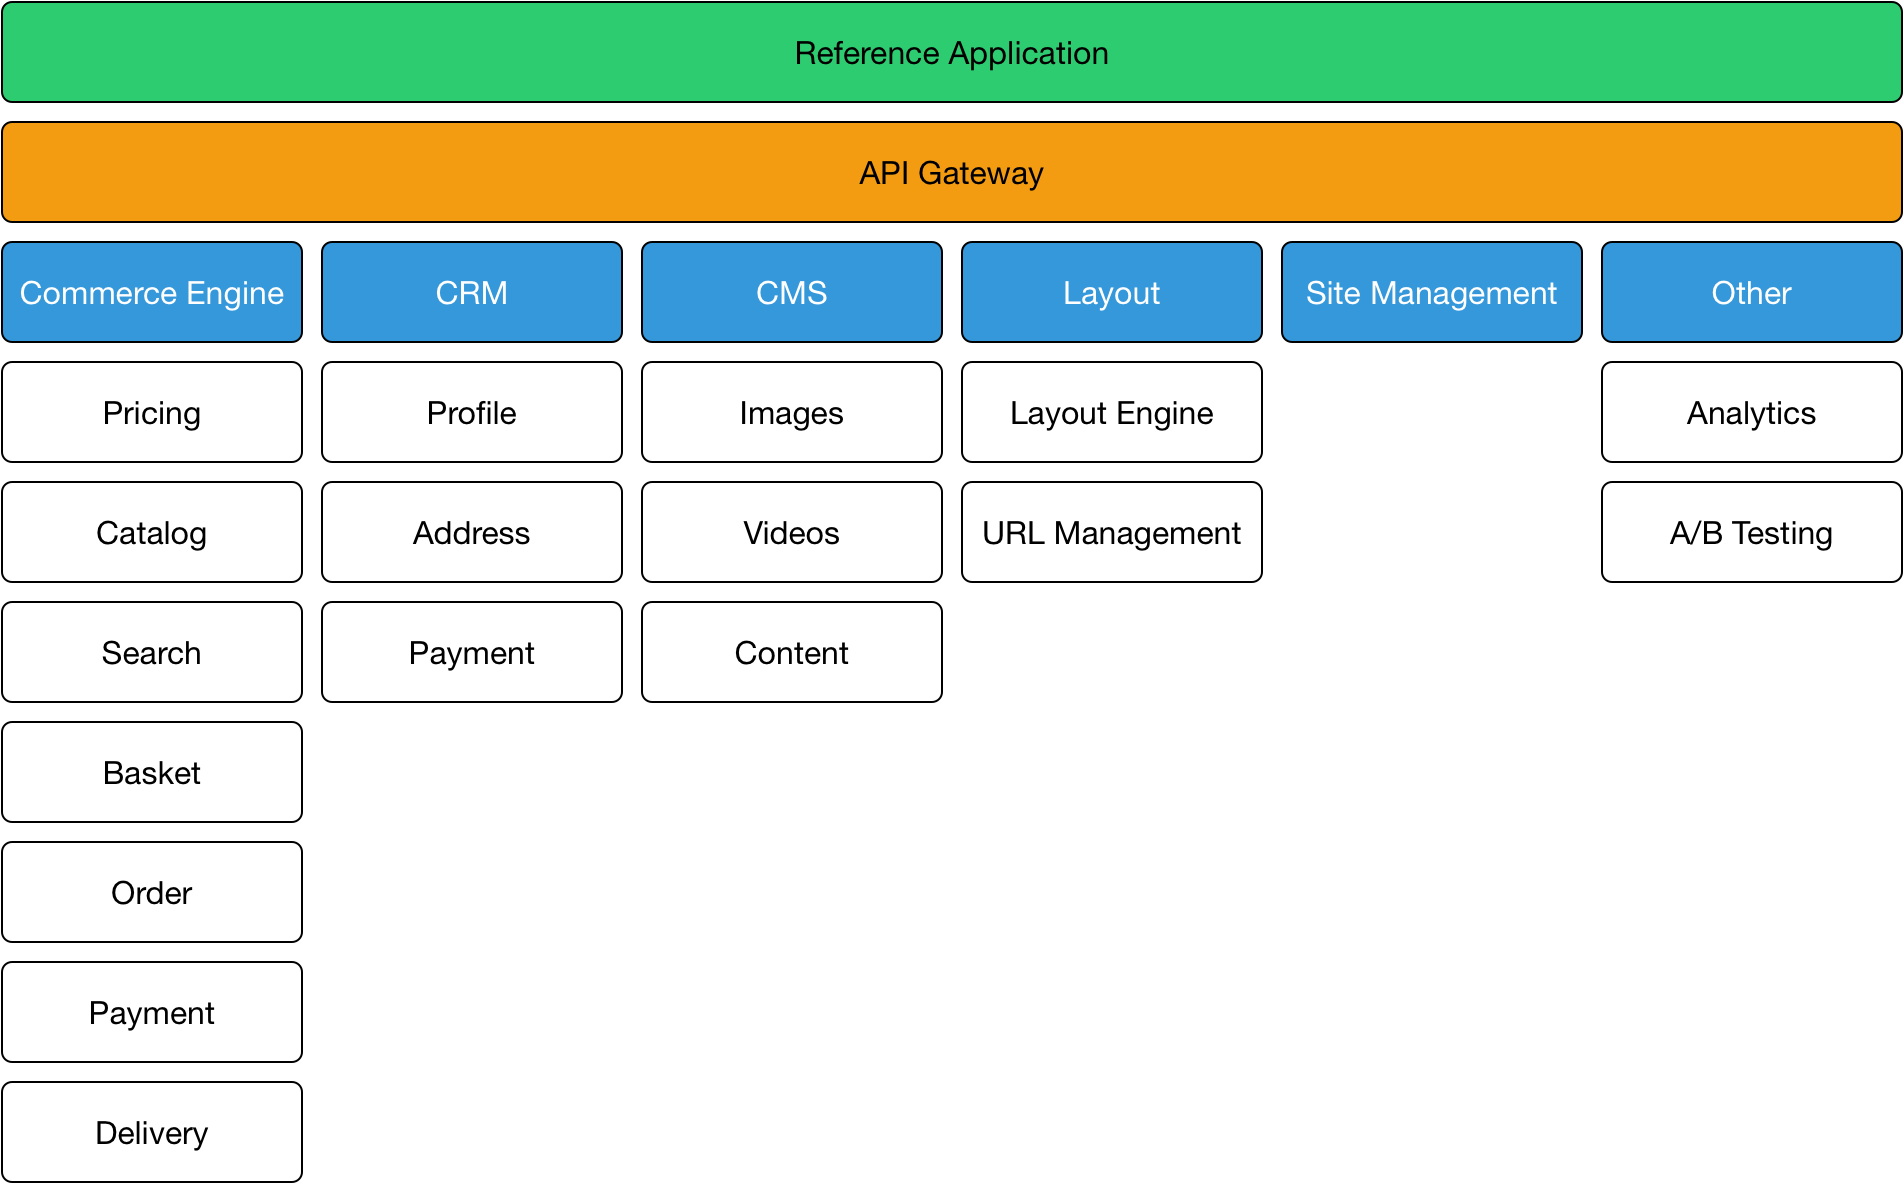 Reference Application
API Gateway
Commerce Engine
CRM
CMS
Layout
Site Management
Other
Pricing
Profile
Images
Layout Engine
Analytics
Catalog
Address
Videos
URL Management
A/B Testing
Search
Payment
Content
Basket
Order
Payment
Delivery